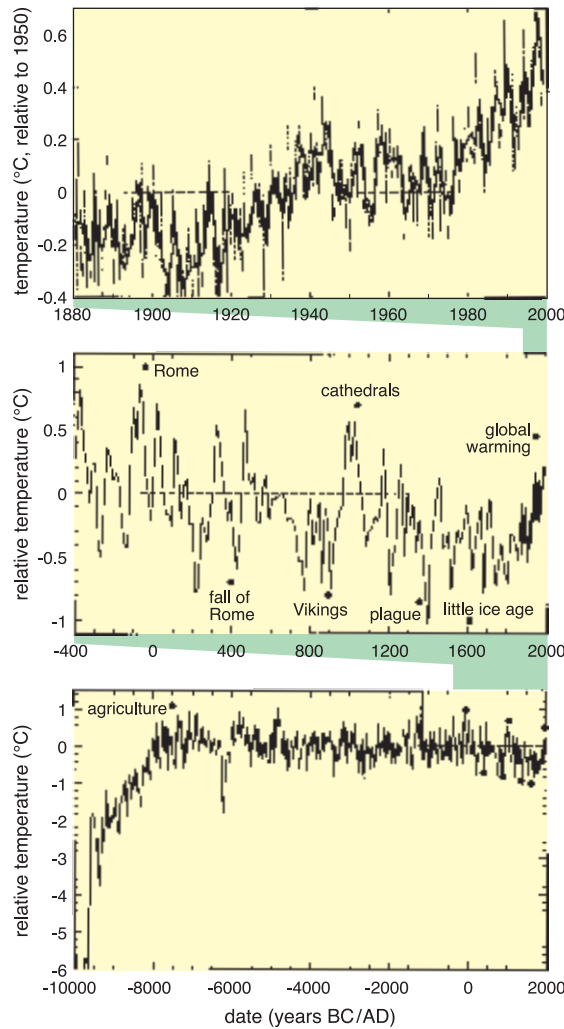 temperature (°C, relative to 1950)
0.6
0.4
0.2
0
-0.2
-0.4
1880 1900 1920 1940 1960 1980 2000
relative temperature (°C)
1
0.5
0
-0.5
-1
Rome
cathedrals
global
warming
fall of
Rome
Vikings
plague
little ice age
-400 0 400 800 1200 1600 2000
relative temperature (°C)
1
0
-1
-2
-3
-4
-5
-6
agriculture
-10000 -8000 -6000 -4000 -2000 0 2000
date (years BC/AD)